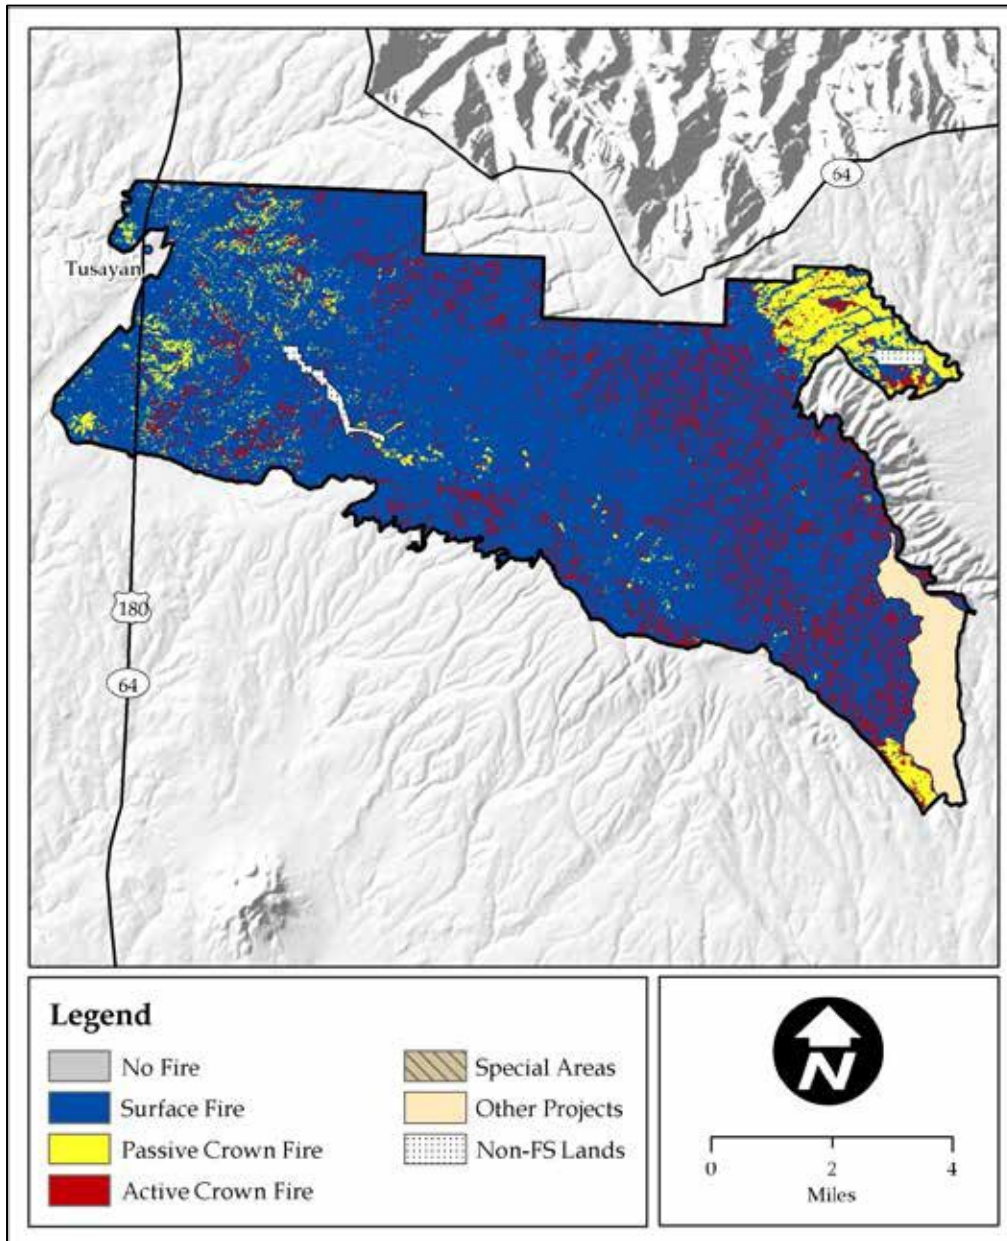 64
Tusayan
180
64
Legend
No Fire
Surface Fire
Passive Crown Fire
Active Crown Fire
Special Areas
Other Projects
Non-FS Lands
N
0 2 4
Miles